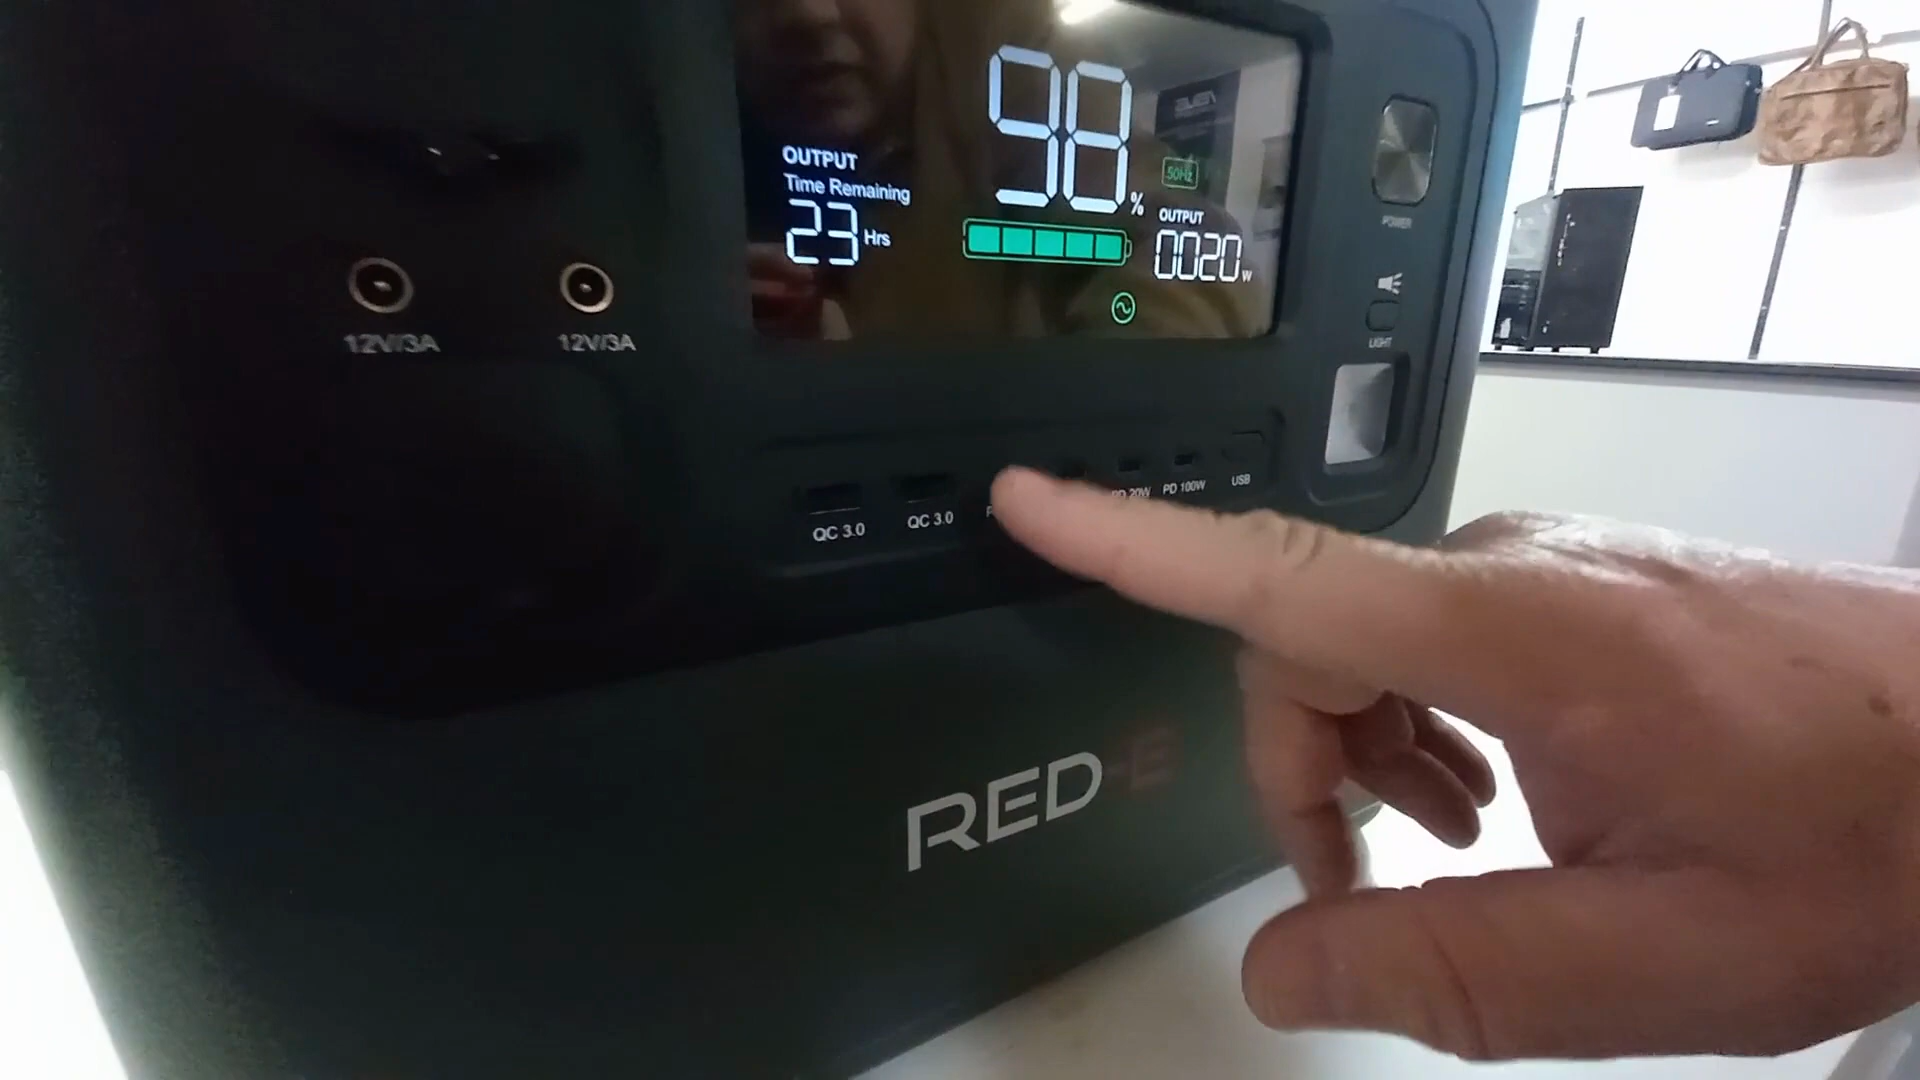 98%
50Hz
OUTPUT
Time Remaining
23 Hrs
OUTPUT
0020 W
POWER
LIGHT
12V/3A
12V/3A
QC 3.0
QC 3.0
PD 20W
PD 100W
USB
RED-E